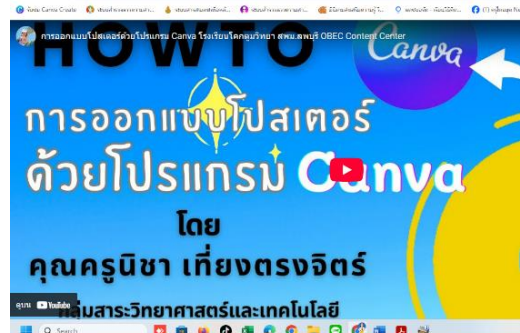 การออกแบบโปสเตอร์ด้วยโปรแกรม Canva โรงเรียนโคกตูมวิทยา สพม.ลพบุรี OBEC Content Center
HOWTO
Canva
การออกแบบโปสเตอร์
ด้วยโปรแกรม Canva
โดย
คุณครูนิชา เที่ยงตรงจิตร์
ดูบน YouTube
กลุ่มสาระวิทยาศาสตร์และเทคโนโลยี
Search